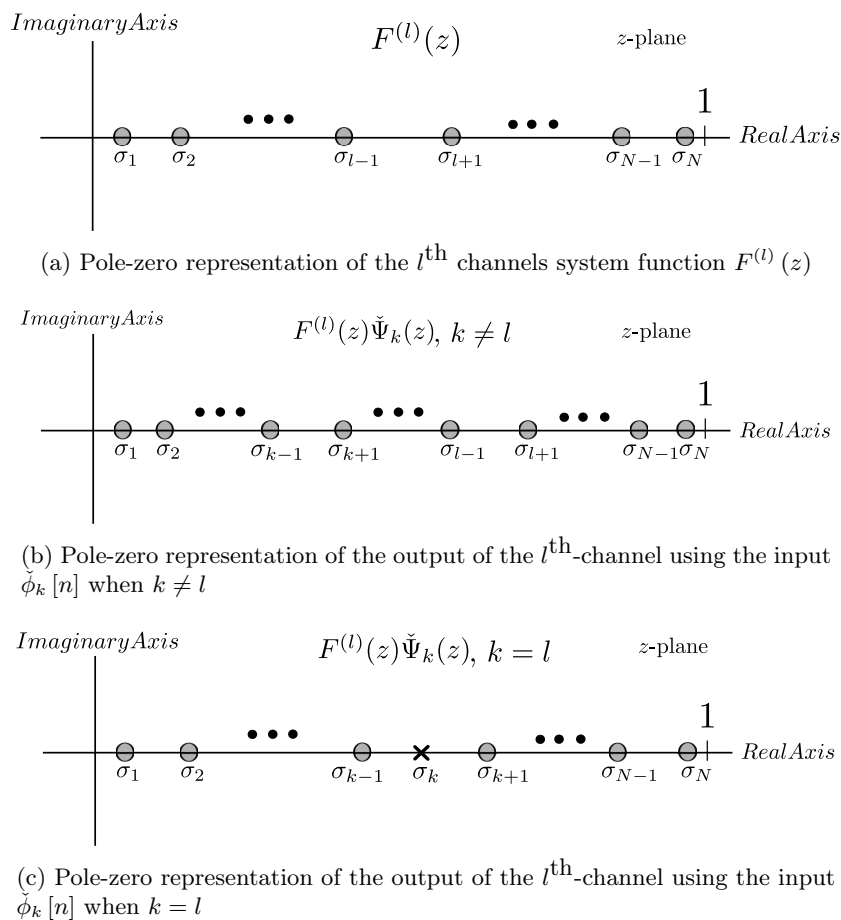 ImaginaryAxis
F^{(l)}(z)
z-plane
1
RealAxis
σ_1 σ_2 σ_{l−1} σ_{l+1} σ_{N−1} σ_N
(a) Pole-zero representation of the l^{th} channels system function F^{(l)} (z)
ImaginaryAxis
F^{(l)}(z)Ψ̌_k(z), k ≠ l
z-plane
1
RealAxis
σ_1 σ_2 σ_{k−1} σ_{k+1} σ_{l−1} σ_{l+1} σ_{N−1} σ_N
(b) Pole-zero representation of the output of the l^{th}-channel using the input
ϕ̌_k [n] when k ≠ l
ImaginaryAxis
F^{(l)}(z)Ψ̌_k(z), k = l
z-plane
1
RealAxis
σ_1 σ_2 σ_{k−1} σ_k σ_{k+1} σ_{N−1} σ_N
(c) Pole-zero representation of the output of the l^{th}-channel using the input
ϕ̌_k [n] when k = l